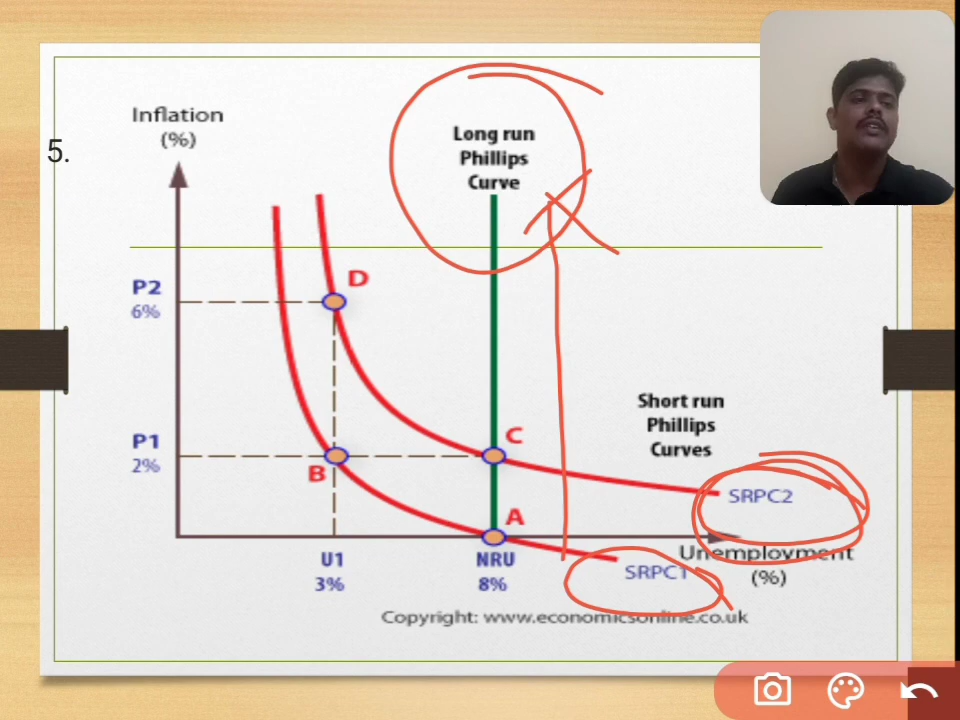 Inflation
(%)
5.
Long run
Phillips
Curve
P2
6%
D
Short run
Phillips
Curves
P1
2%
C
B
SRPC2
A
U1
3%
NRU
8%
SRPC1
Unemployment
(%)
Copyright: www.economicsonline.co.uk